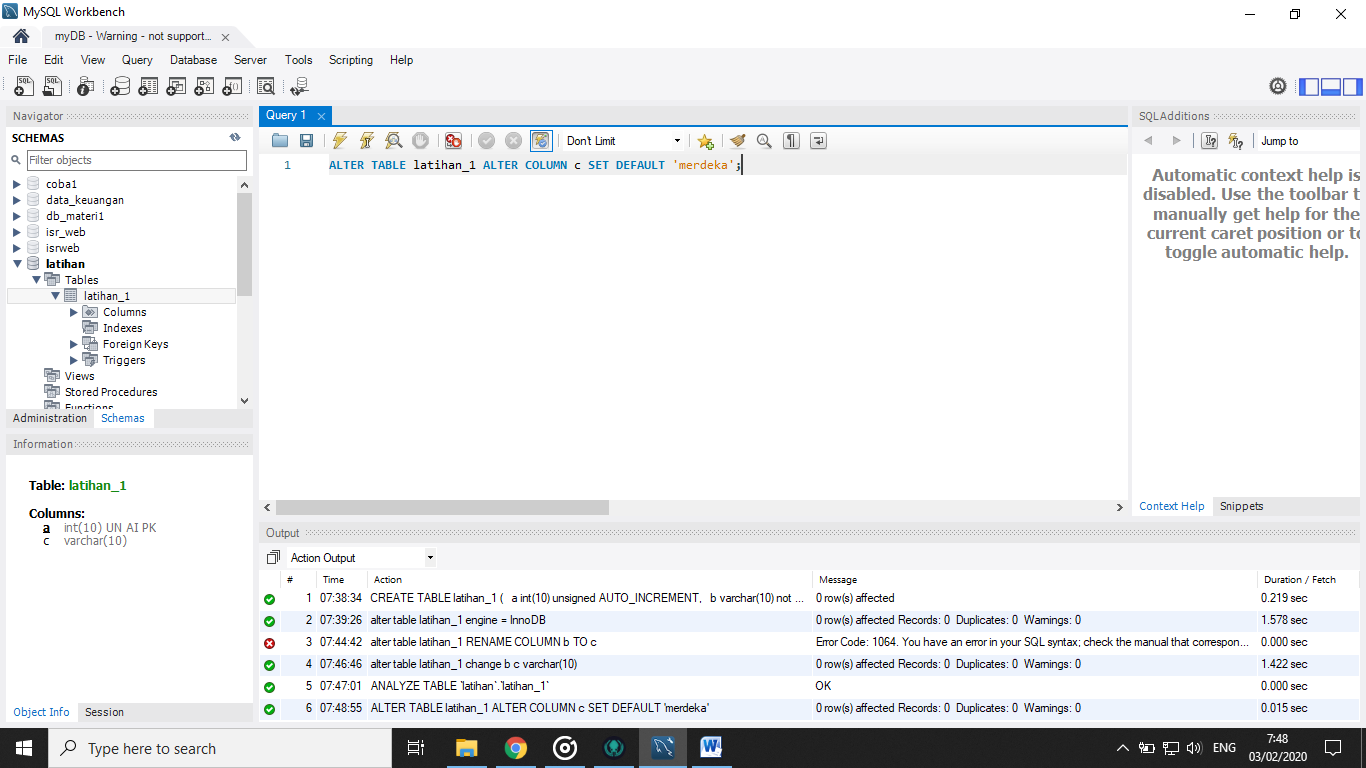 MySQL Workbench
myDB - Warning - not support...
File Edit View Query Database Server Tools Scripting Help
Navigator
SCHEMAS
Filter objects
coba1
data_keuangan
db_materi1
isr_web
isrweb
latihan
Tables
latihan_1
Columns
Indexes
Foreign Keys
Triggers
Views
Stored Procedures
Functions
Administration Schemas
Information
Table: latihan_1
Columns:
a int(10) UN AI PK
c varchar(10)
Object Info Session
Query 1
Don't Limit
1 ALTER TABLE latihan_1 ALTER COLUMN c SET DEFAULT 'merdeka';
SQLAdditions
Jump to
Automatic context help is
disabled. Use the toolbar t
manually get help for the
current caret position or to
toggle automatic help.
Context Help Snippets
Output
Action Output
# Time Action Message Duration / Fetch
1 07:38:34 CREATE TABLE latihan_1 ( a int(10) unsigned AUTO_INCREMENT, b varchar(10) not ... 0 row(s) affected 0.219 sec
2 07:39:26 alter table latihan_1 engine = InnoDB 0 row(s) affected Records: 0 Duplicates: 0 Warnings: 0 1.578 sec
3 07:44:42 alter table latihan_1 RENAME COLUMN b TO c Error Code: 1064. You have an error in your SQL syntax; check the manual that correspon... 0.000 sec
4 07:46:46 alter table latihan_1 change b c varchar(10) 0 row(s) affected Records: 0 Duplicates: 0 Warnings: 0 1.422 sec
5 07:47:01 ANALYZE TABLE `latihan`.`latihan_1` OK 0.000 sec
6 07:48:55 ALTER TABLE latihan_1 ALTER COLUMN c SET DEFAULT 'merdeka' 0 row(s) affected Records: 0 Duplicates: 0 Warnings: 0 0.015 sec
Type here to search
ENG
7:48
03/02/2020